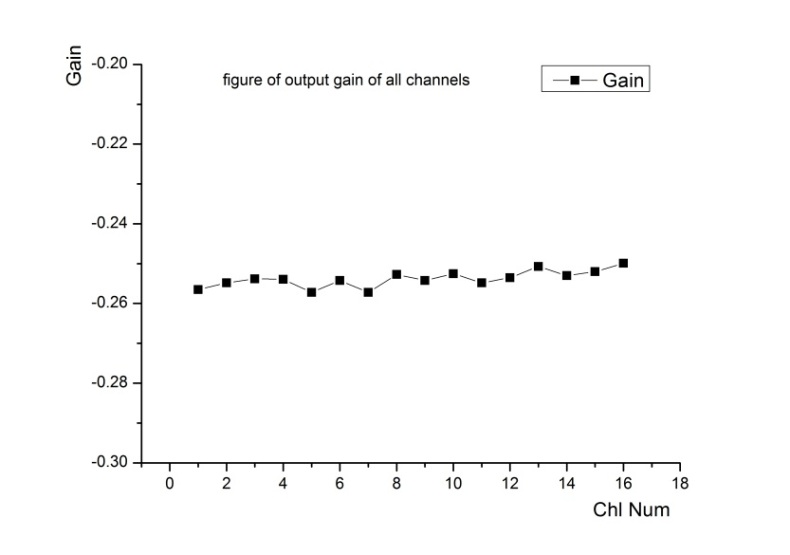 Gain
-0.20
figure of output gain of all channels
Gain
-0.22
-0.24
-0.26
-0.28
-0.30
0 2 4 6 8 10 12 14 16 18
Chl Num